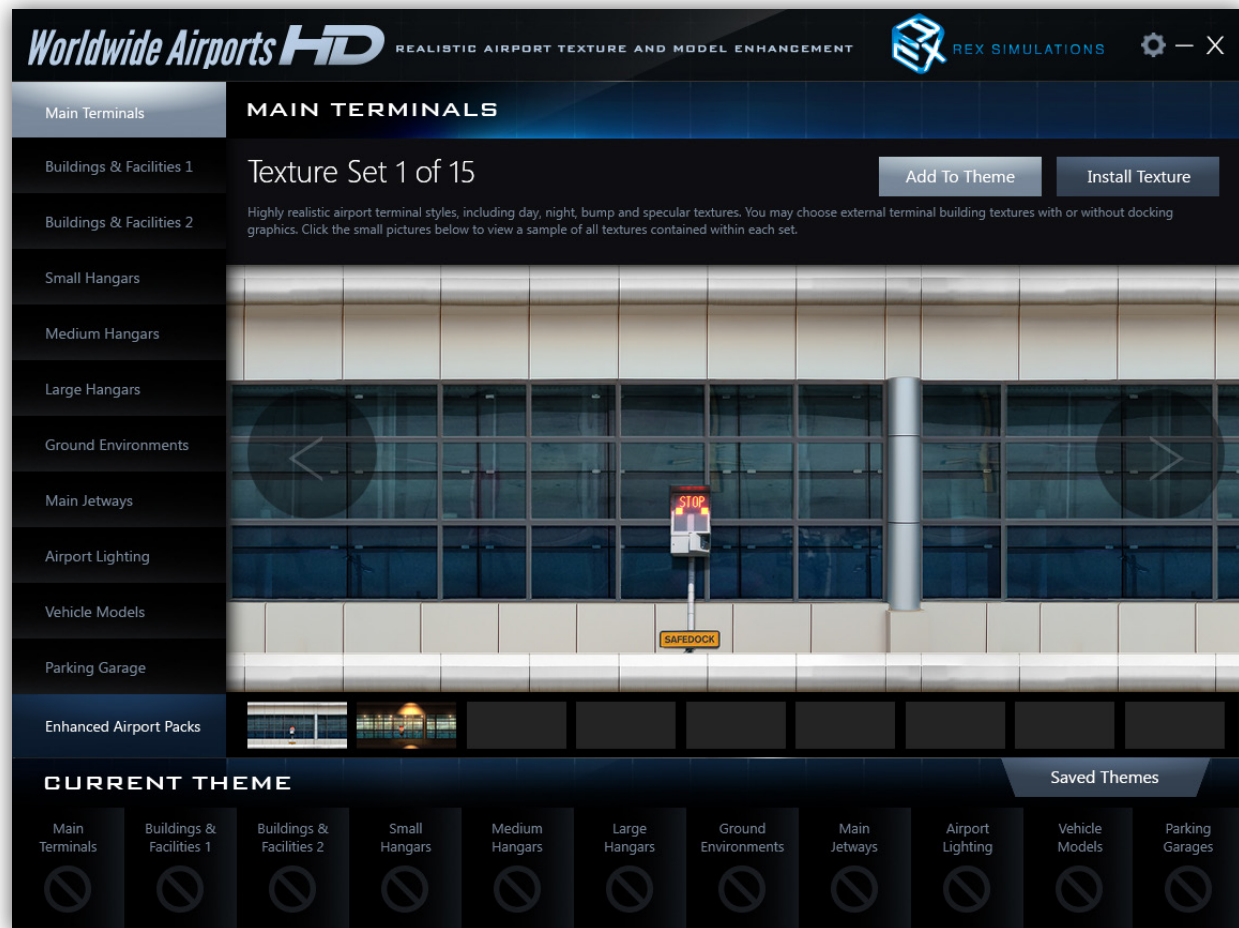 Worldwide Airports HD
REALISTIC AIRPORT TEXTURE AND MODEL ENHANCEMENT
REX
REX SIMULATIONS
Main Terminals
Buildings & Facilities 1
Buildings & Facilities 2
Small Hangars
Medium Hangars
Large Hangars
Ground Environments
Main Jetways
Airport Lighting
Vehicle Models
Parking Garage
Enhanced Airport Packs
MAIN TERMINALS
Texture Set 1 of 15
Add To Theme
Install Texture
Highly realistic airport terminal styles, including day, night, bump and specular textures. You may choose external terminal building textures with or without docking
graphics. Click the small pictures below to view a sample of all textures contained within each set.
STOP
SAFEDOCK
CURRENT THEME
Saved Themes
Main
Terminals
Buildings &
Facilities 1
Buildings &
Facilities 2
Small
Hangars
Medium
Hangars
Large
Hangars
Ground
Environments
Main
Jetways
Airport
Lighting
Vehicle
Models
Parking
Garages